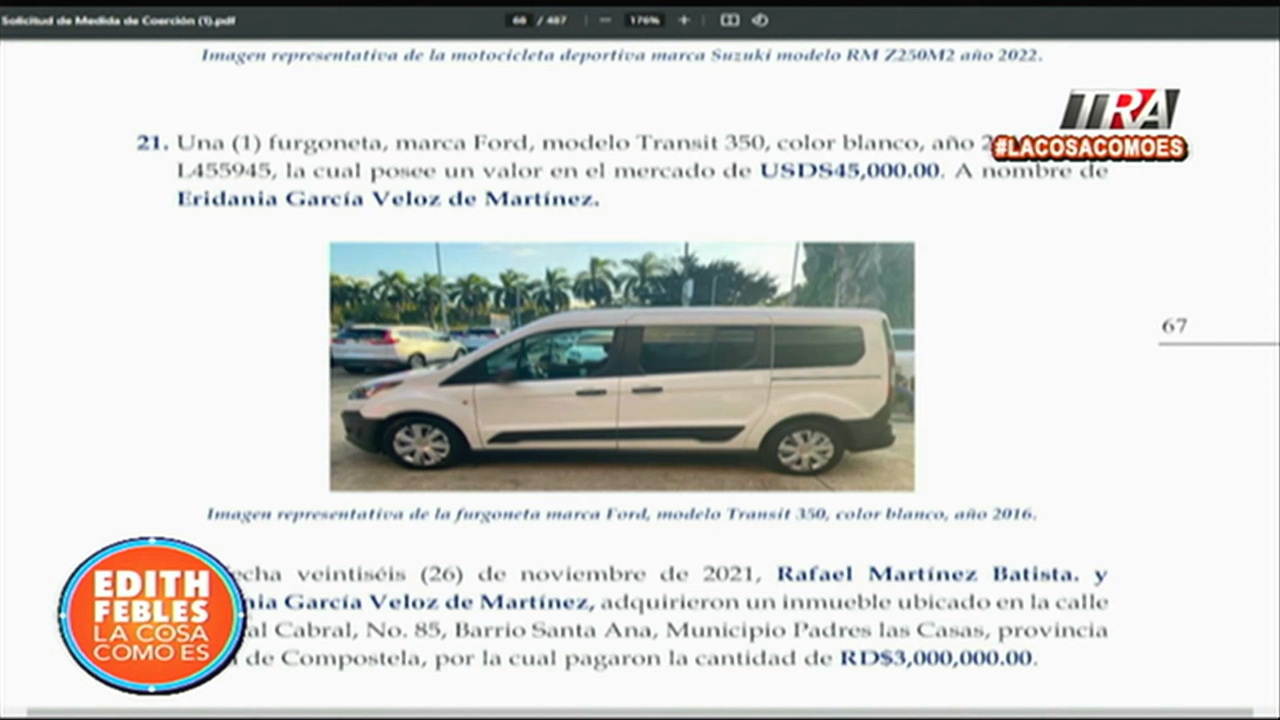 Solicitud de Medida de Coerción (1).pdf
68 / 487
176%
Imagen representativa de la motocicleta deportiva marca Suzuki modelo RM Z250M2 año 2022.
TRA
#LACOSACOMOES
21. Una (1) furgoneta, marca Ford, modelo Transit 350, color blanco, año
L455945, la cual posee un valor en el mercado de USD$45,000.00. A nombre de
Eridania García Veloz de Martínez.
67
Imagen representativa de la furgoneta marca Ford, modelo Transit 350, color blanco, año 2016.
echa veintiséis (26) de noviembre de 2021, Rafael Martínez Batista. y
nia García Veloz de Martínez, adquirieron un inmueble ubicado en la calle
al Cabral, No. 85, Barrio Santa Ana, Municipio Padres las Casas, provincia
de Compostela, por la cual pagaron la cantidad de RD$3,000,000.00.
EDITH
FEBLES
LA COSA
COMO ES